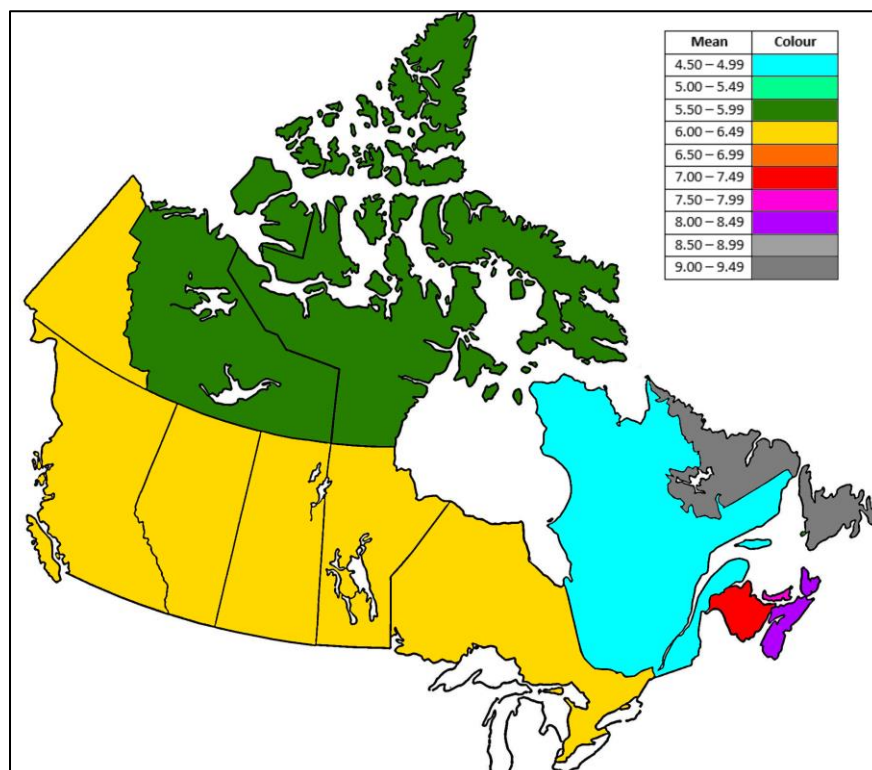 Mean Colour
4.50 – 4.99
5.00 – 5.49
5.50 – 5.99
6.00 – 6.49
6.50 – 6.99
7.00 – 7.49
7.50 – 7.99
8.00 – 8.49
8.50 – 8.99
9.00 – 9.49